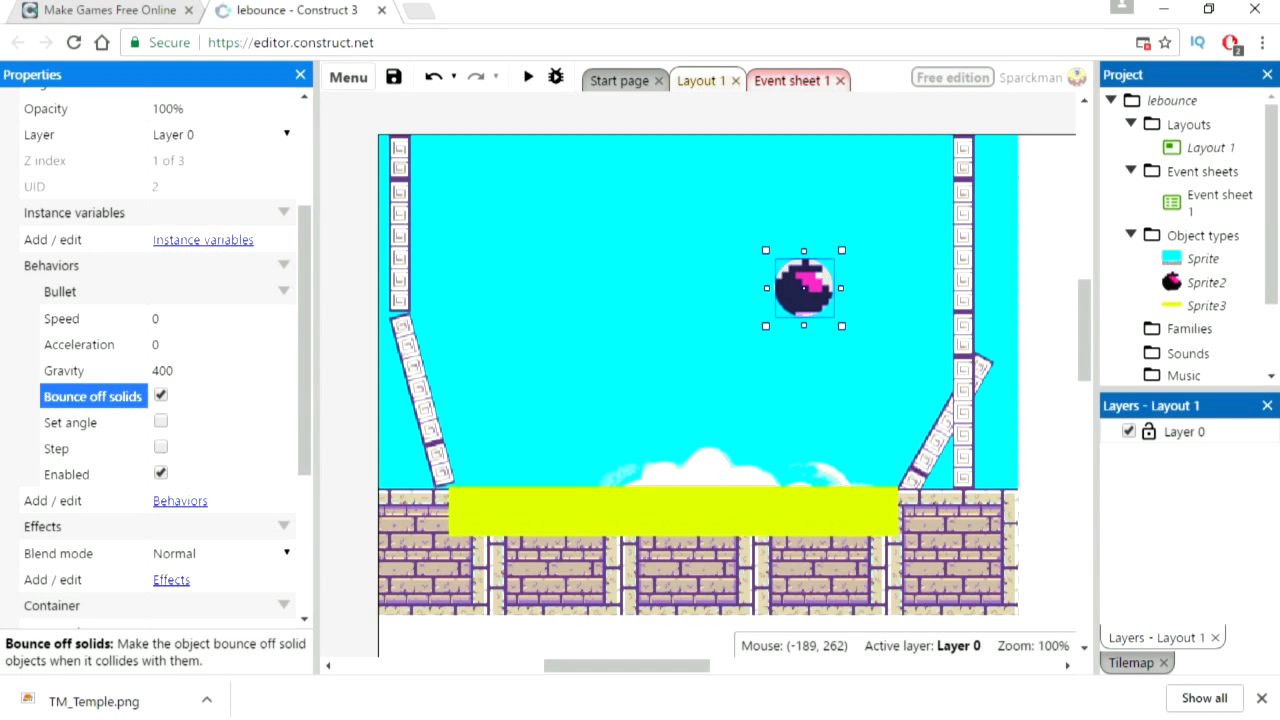 Make Games Free Online
lebounce - Construct 3
Secure
https://editor.construct.net
IQ
2
Properties
Menu
Start page
Layout 1
Event sheet 1
Free edition
Sparckman
Project
Opacity
100%
Layer
Layer 0
Z index
1 of 3
UID
2
Instance variables
Add / edit
Instance variables
Behaviors
Bullet
Speed
0
Acceleration
0
Gravity
400
Bounce off solids
Set angle
Step
Enabled
Add / edit
Behaviors
Effects
Blend mode
Normal
Add / edit
Effects
Container
Bounce off solids: Make the object bounce off solid
objects when it collides with them.
lebounce
Layouts
Layout 1
Event sheets
Event sheet
1
Object types
Sprite
Sprite2
Sprite3
Families
Sounds
Music
Layers - Layout 1
Layer 0
Mouse: (-189, 262)
Active layer: Layer 0
Zoom: 100%
Layers - Layout 1
Tilemap
TM_Temple.png
Show all